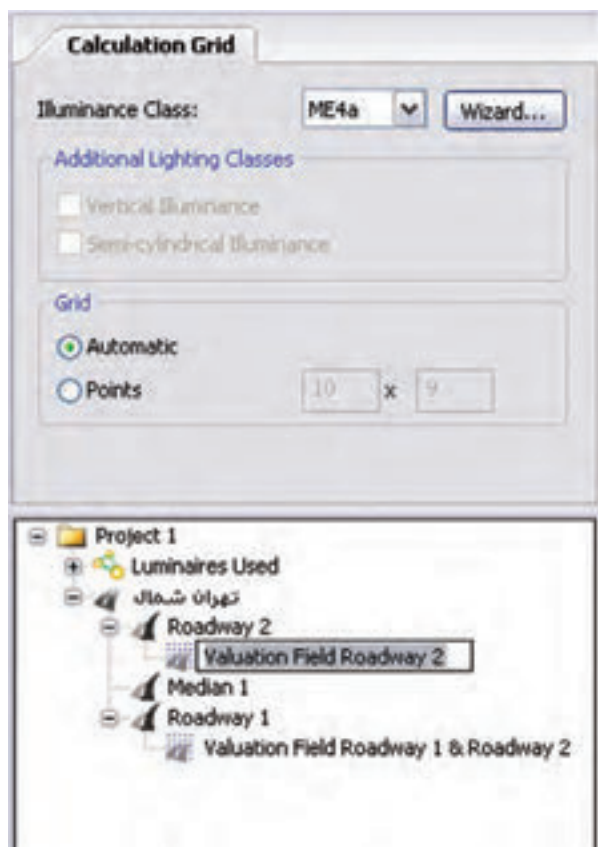 Calculation Grid
Illuminance Class: ME4a Wizard...
Additional Lighting Classes
Vertical Illuminance
Semi-cylindrical Illuminance
Grid
Automatic
Points 10 x 9
Project 1
Luminaires Used
تهران شمال
Roadway 2
Valuation Field Roadway 2
Median 1
Roadway 1
Valuation Field Roadway 1 & Roadway 2